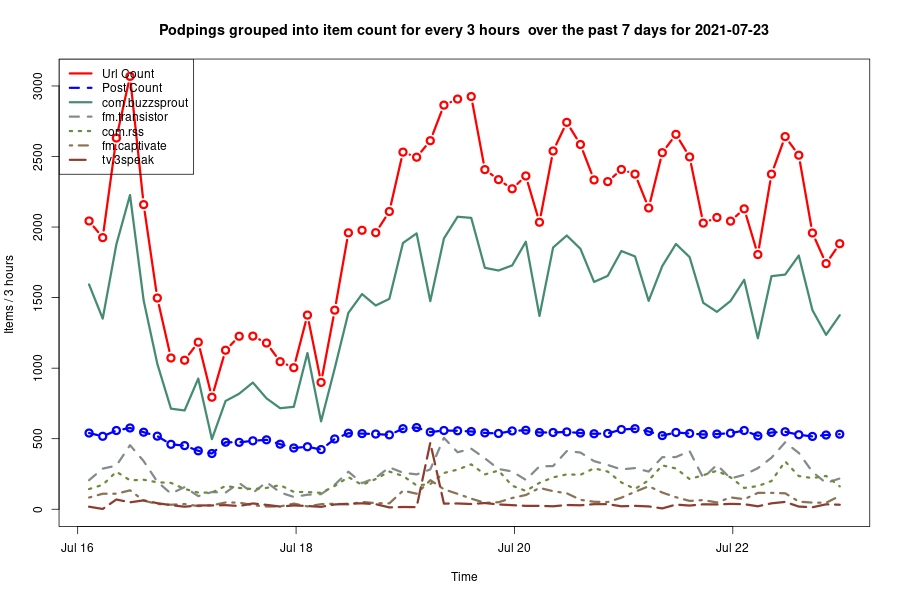 Podpings grouped into item count for every 3 hours  over the past 7 days for 2021-07-23
Items / 3 hours
3000
2500
2000
1500
1000
500
0
Url Count
Post Count
com.buzzsprout
fm.transistor
com.rss
fm.captivate
tv.3speak
Jul 16
Jul 18
Jul 20
Jul 22
Time